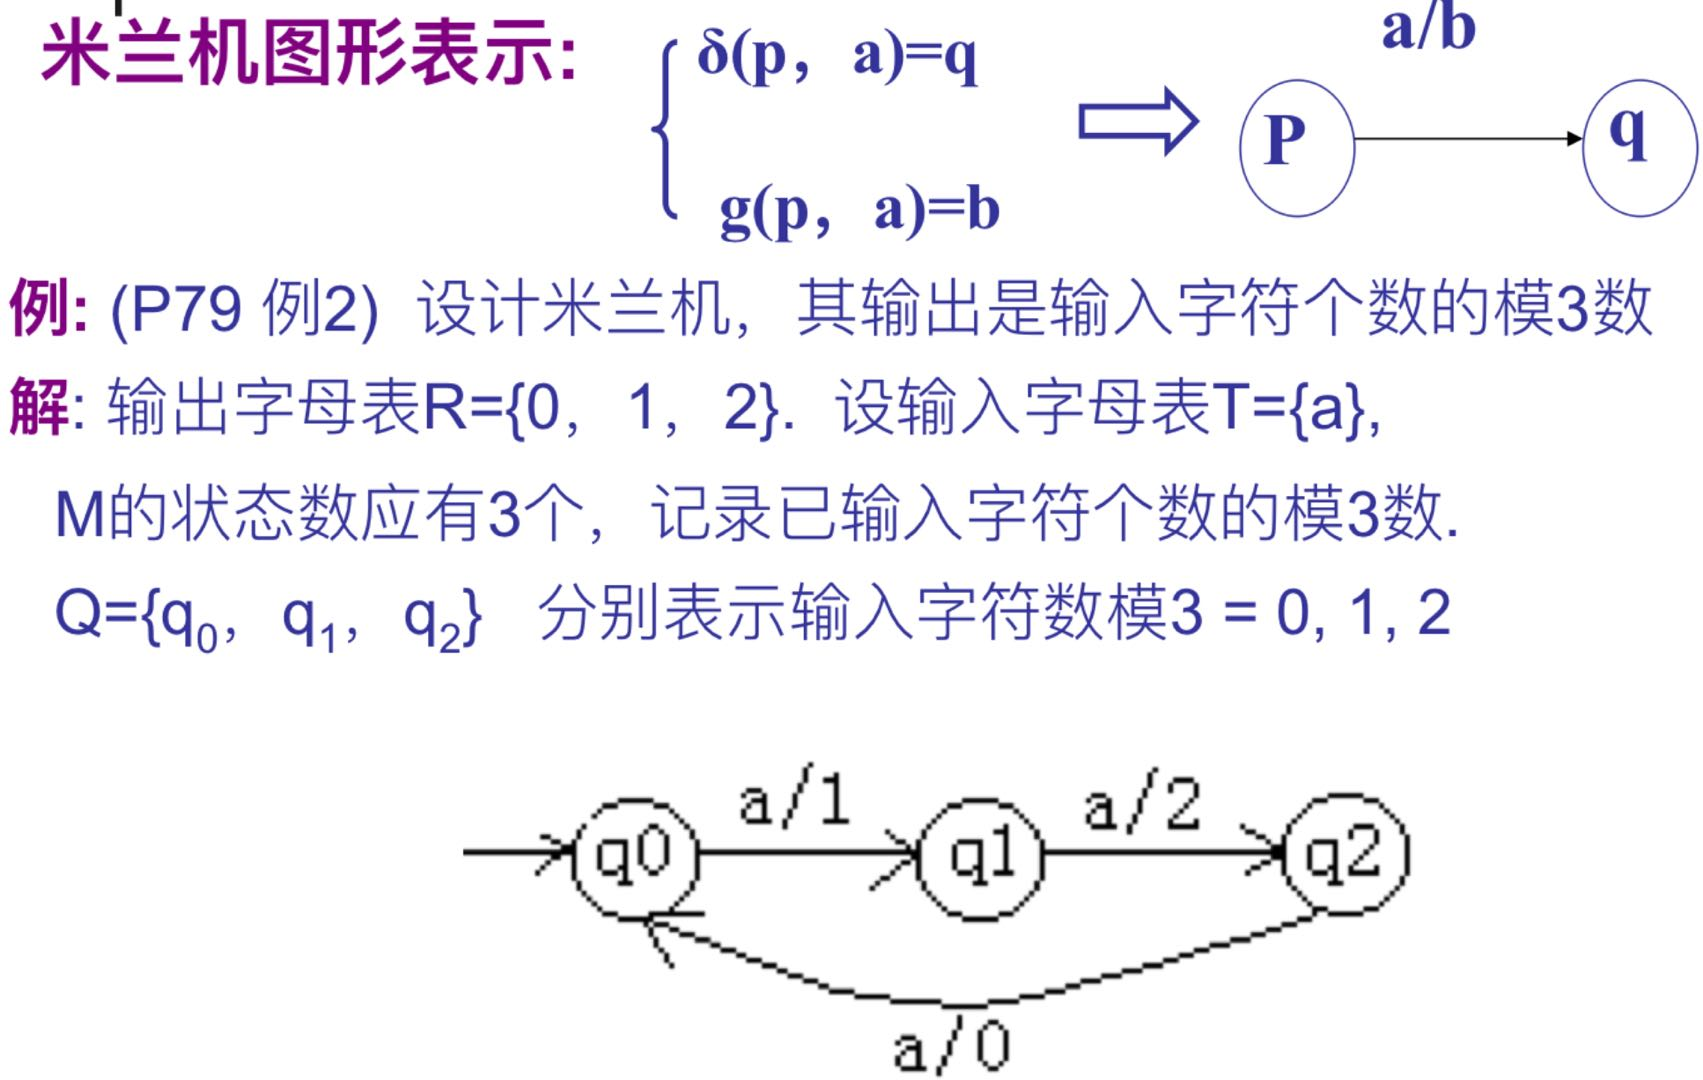 米兰机图形表示:
δ(p，a)=q
g(p，a)=b
a/b
P
q
例: (P79 例2) 设计米兰机，其输出是输入字符个数的模3数
解: 输出字母表R={0，1，2}. 设输入字母表T={a},
M的状态数应有3个，记录已输入字符个数的模3数.
Q={q₀，q₁，q₂} 分别表示输入字符数模3 = 0, 1, 2
a/1
a/2
q0
q1
q2
a/0